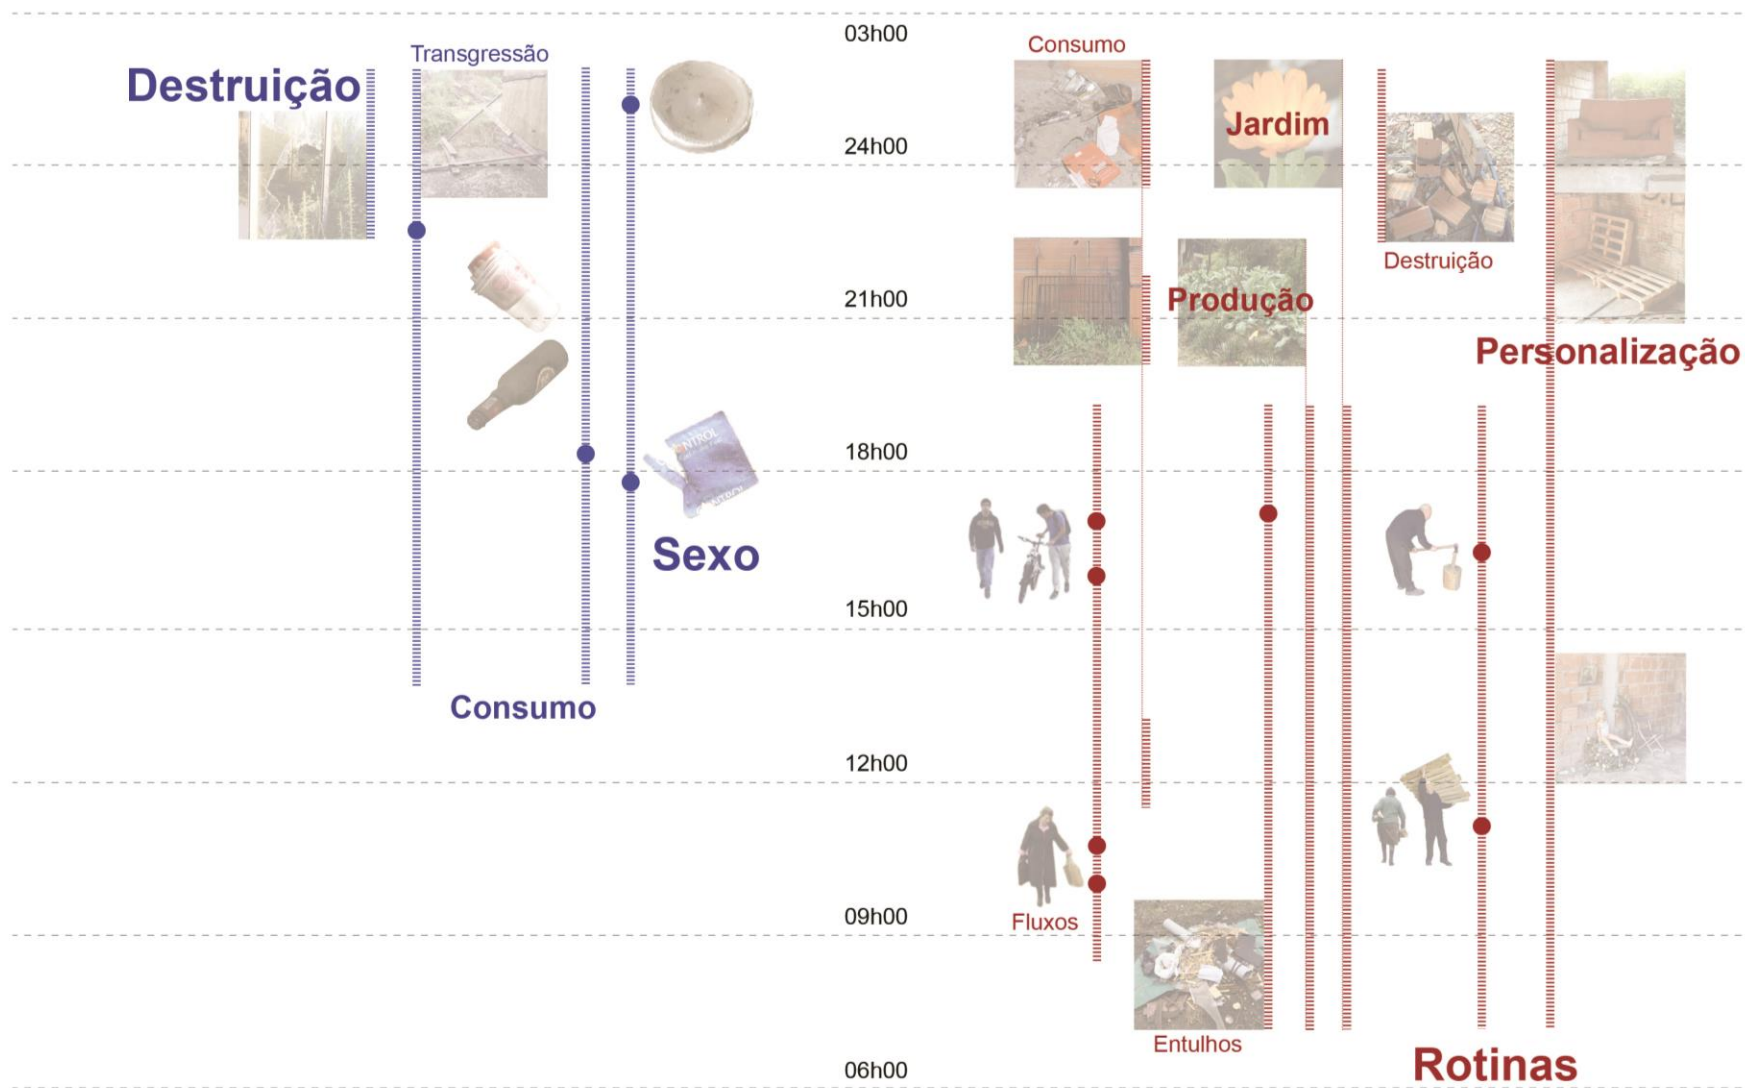 03h00
Consumo
Transgressão
Destruição
Jardim
24h00
Destruição
21h00
Produção
Personalização
NTROL
18h00
Sexo
15h00
Consumo
12h00
09h00
Fluxos
Entulhos
Rotinas
06h00